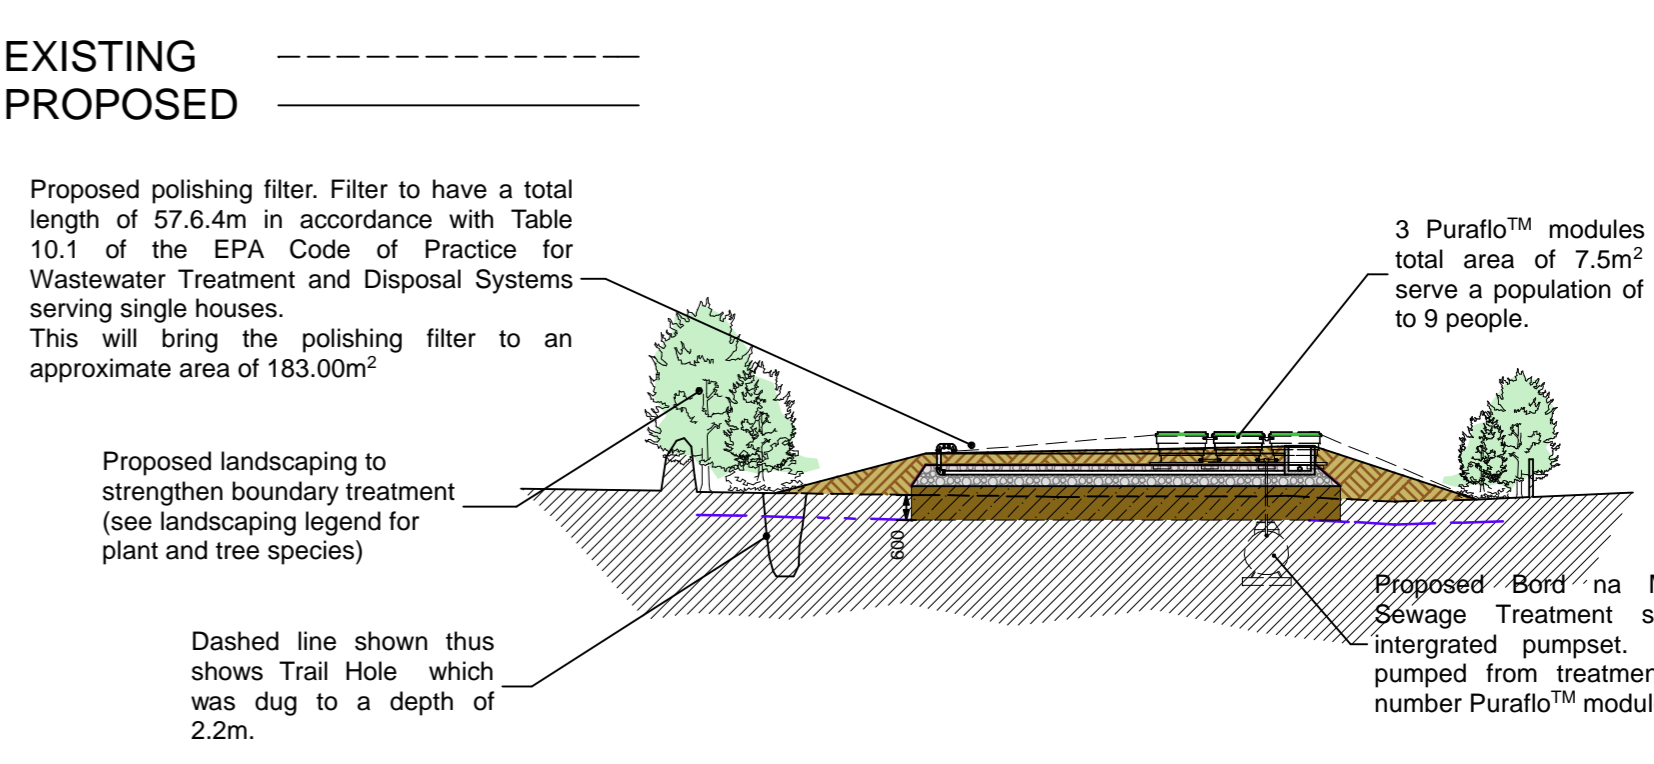 EXISTING
PROPOSED
Proposed polishing filter. Filter to have a total
length of 57.6.4m in accordance with Table
10.1 of the EPA Code of Practice for
Wastewater Treatment and Disposal Systems
serving single houses.
This will bring the polishing filter to an
approximate area of 183.00m²
3 Puraflo™ modules
total area of 7.5m²
serve a population of
to 9 people.
Proposed landscaping to
strengthen boundary treatment
(see landscaping legend for
plant and tree species)
600
Dashed line shown thus
shows Trail Hole which
was dug to a depth of
2.2m.
Proposed Bord na
Sewage Treatment
intergrated pumpset.
pumped from
number Puraflo™